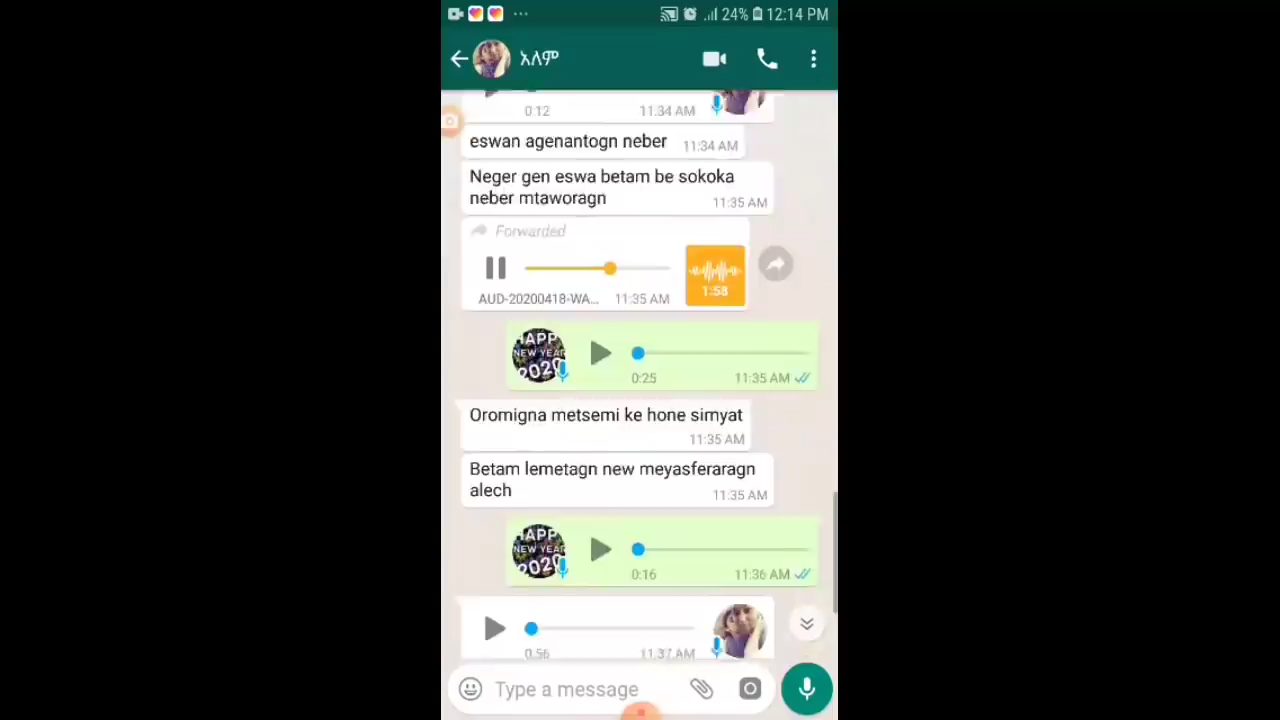 24% 12:14 PM
አለም
0:12 11:34 AM
eswan agenantogn neber 11:34 AM
Neger gen eswa betam be sokoka
neber mtaworagn 11:35 AM
Forwarded
1:58
AUD-20200418-WA... 11:35 AM
HAPP
NEW YEAR
2020
0:25 11:35 AM
Oromigna metsemi ke hone simyat
11:35 AM
Betam lemetagn new meyasferaragn
alech 11:35 AM
HAPP
NEW YEAR
2020
0:16 11:36 AM
0:56 11:37 AM
Type a message